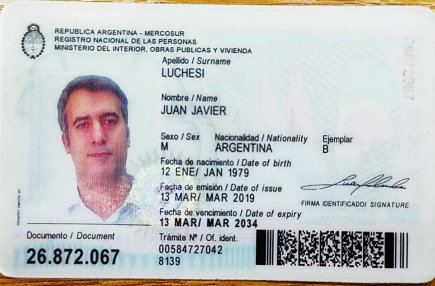 REPUBLICA ARGENTINA - MERCOSUR
REGISTRO NACIONAL DE LAS PERSONAS
MINISTERIO DEL INTERIOR, OBRAS PUBLICAS Y VIVIENDA
Apellido / Surname
LUCHESI
Nombre / Name
JUAN JAVIER
Sexo / Sex Nacionalidad / Nationality Ejemplar
M ARGENTINA B
Fecha de nacimiento / Date of birth
12 ENE/ JAN 1979
Fecha de emisión / Date of issue
13 MAR/ MAR 2019
FIRMA IDENTIFICADO/ SIGNATURE
Fecha de vencimiento / Date of expiry
13 MAR/ MAR 2034
Documento / Document
26.872.067
Trámite Nº / Of. ident.
00584727042
8139